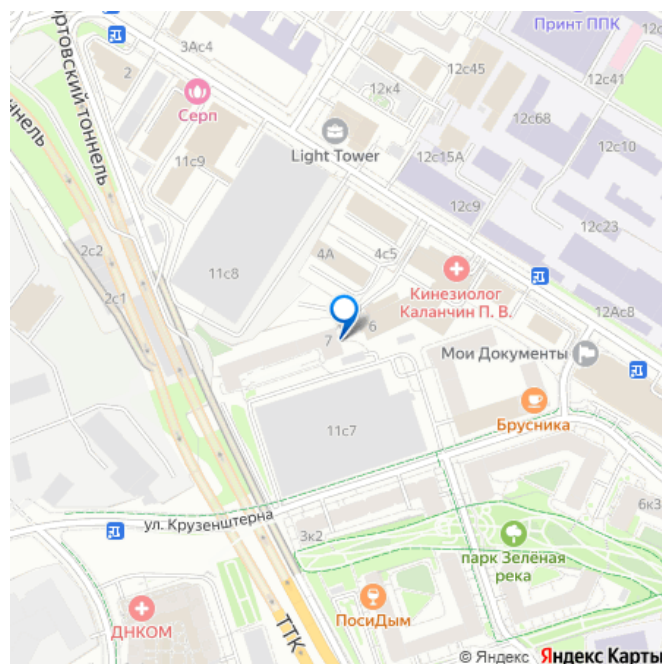 Принт ППК
ортовский тоннель
ннель
3Ас4
2
12с45
12с41
12к4
Серп
12с68
Light Tower
12с10
12с15А
11с9
12с9
12с23
2с2
4А
4с5
11с8
2с1
Кинезиолог
Каланчин П. В.
12Ас8
7
6
Мои Документы
Брусника
11с7
ул. Крузенштерна
3к2
6к3
парк Зелёная
река
ДНКОМ
ПосиДым
ТТК
© Яндекс Яндекс Карты